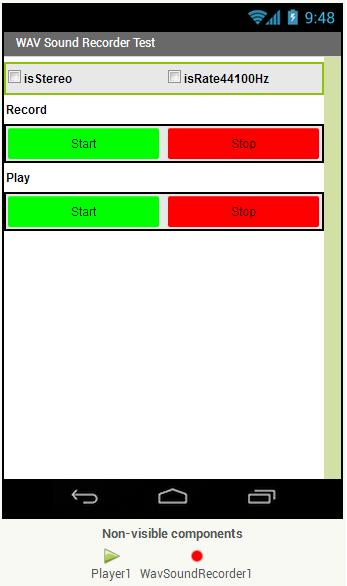 9:48
WAV Sound Recorder Test
isStereo isRate44100Hz
Record
Start Stop
Play
Start Stop
Non-visible components
Player1 WavSoundRecorder1